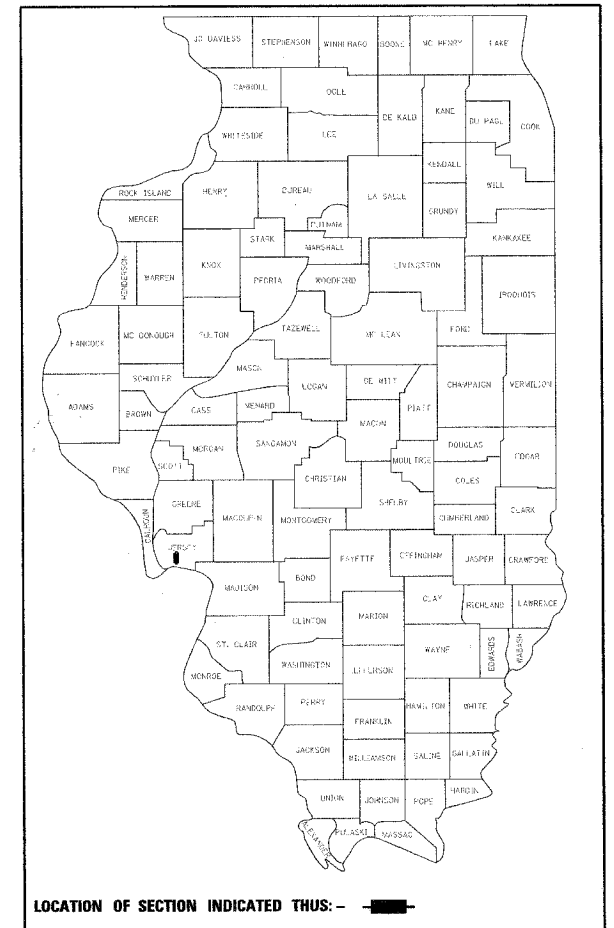 JO DAVIESS STEPHENSON WINNEBAGO BOONE MC HENRY LAKE
CARROLL OGLE DE KALB KANE DU PAGE COOK
WHITESIDE LEE KENDALL WILL
ROCK ISLAND HENRY BUREAU LA SALLE GRUNDY
MERCER PUTNAM KANKAKEE
STARK MARSHALL LIVINGSTON
HENDERSON WARREN KNOX PEORIA WOODFORD IROQUOIS
HANCOCK MC DONOUGH FULTON TAZEWELL MC LEAN FORD
SCHUYLER MASON LOGAN DE WITT CHAMPAIGN VERMILION
ADAMS BROWN CASS MENARD MACON PIATT
PIKE SCOTT MORGAN SANGAMON MOULTRIE DOUGLAS EDGAR
CHRISTIAN COLES
GREENE MACOUPIN MONTGOMERY SHELBY CUMBERLAND CLARK
CALHOUN JERSEY FAYETTE EFFINGHAM JASPER CRAWFORD
MADISON BOND CLAY RICHLAND LAWRENCE
CLINTON MARION
ST. CLAIR WAYNE EDWARDS WABASH
MONROE WASHINGTON JEFFERSON
RANDOLPH PERRY HAMILTON WHITE
FRANKLIN
JACKSON WILLIAMSON SALINE GALLATIN
UNION JOHNSON POPE HARDIN
ALEXANDER PULASKI MASSAC
LOCATION OF SECTION INDICATED THUS: -